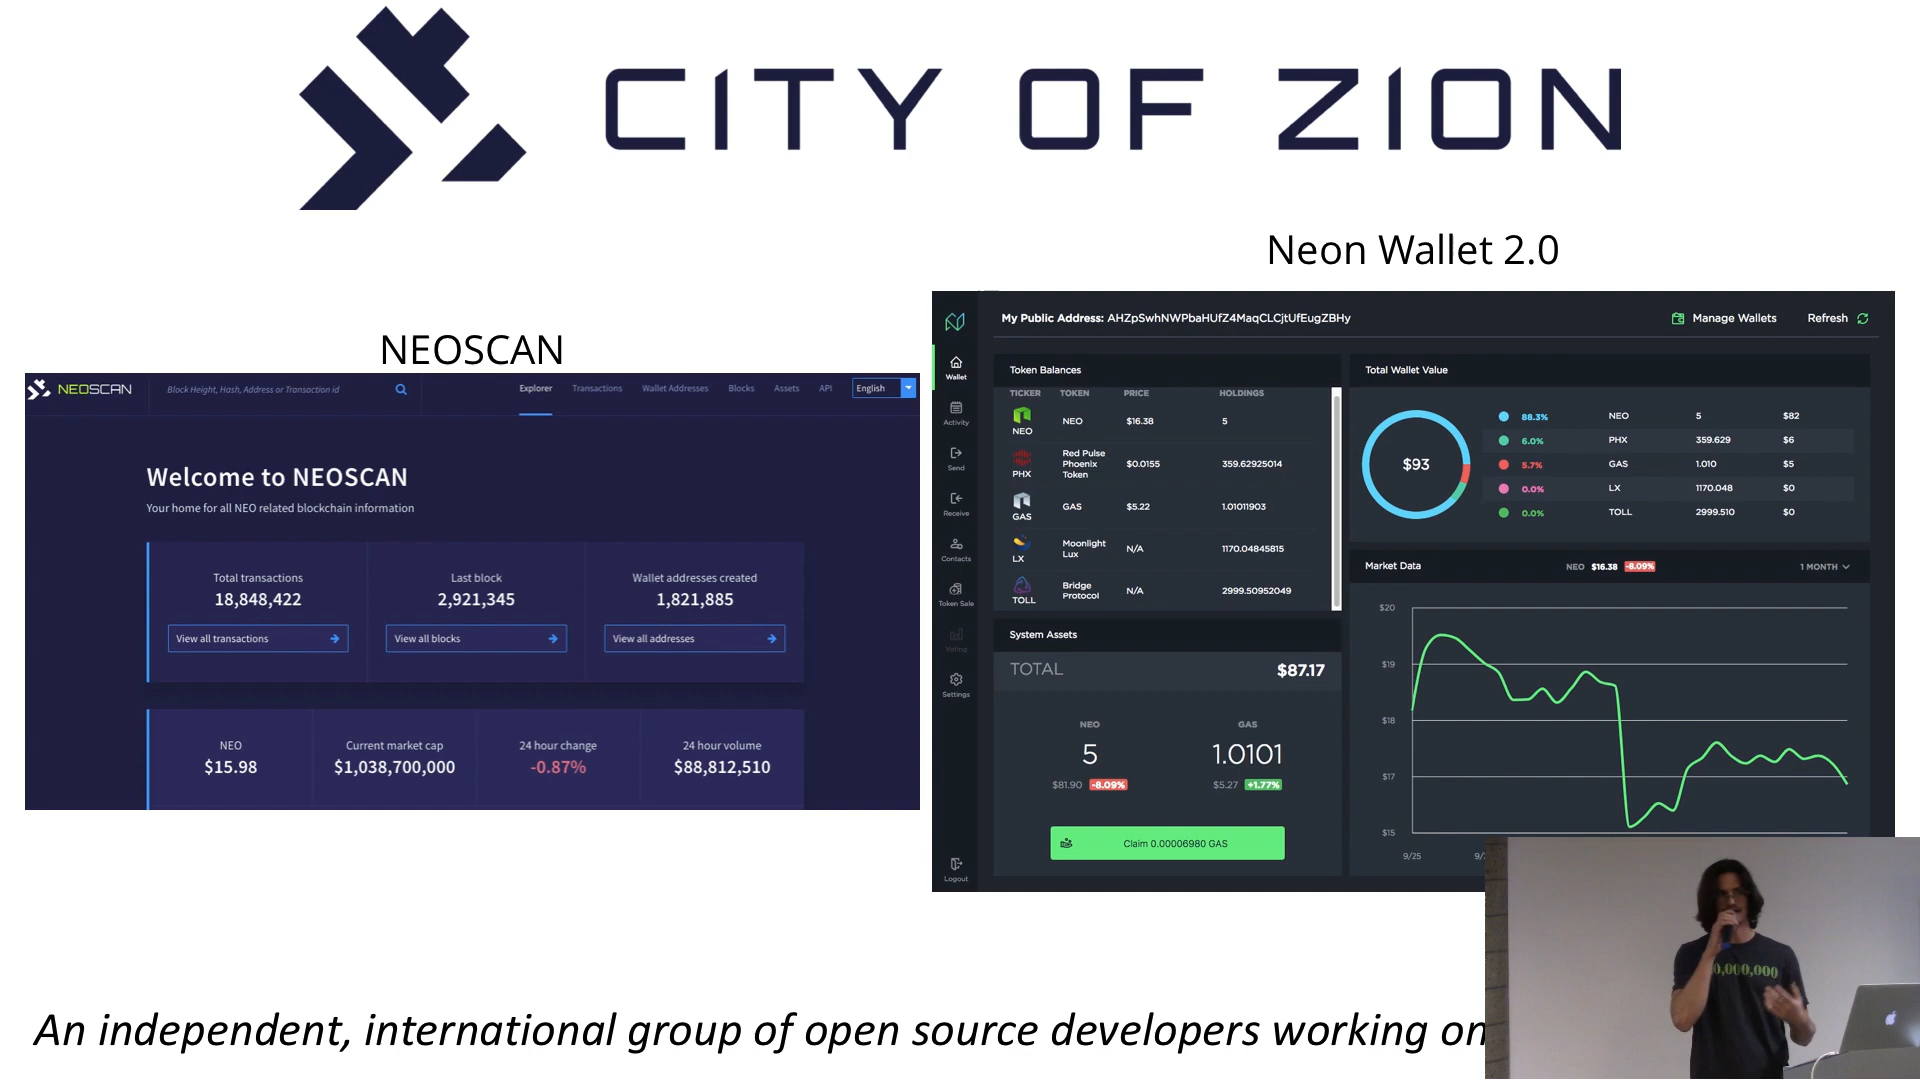 CITY OF ZION
Neon Wallet 2.0
NEOSCAN
NEOSCAN
Block Height, Hash, Address or Transaction id
Explorer
Transactions
Wallet Addresses
Blocks
Assets
API
English
Welcome to NEOSCAN
Your home for all NEO related blockchain information
Total transactions
18,848,422
View all transactions
Last block
2,921,345
View all blocks
Wallet addresses created
1,821,885
View all addresses
NEO
$15.98
Current market cap
$1,038,700,000
24 hour change
-0.87%
24 hour volume
$88,812,510
My Public Address: AHZpSwhNWPbaHUfZ4MaqCLCjtUfEugZBHy
Manage Wallets
Refresh
Wallet
Activity
Send
Receive
Contacts
Token Sale
Voting
Settings
Logout
Token Balances
TICKER TOKEN PRICE HOLDINGS
NEO NEO $16.38 5
PHX Red Pulse Phoenix Token $0.0155 359.62925014
GAS GAS $5.22 1.01011903
LX Moonlight Lux N/A 1170.04845815
TOLL Bridge Protocol N/A 2999.50952049
System Assets
TOTAL $87.17
NEO
5
$81.90 -8.09%
GAS
1.0101
$5.27 +1.77%
Claim 0.00006980 GAS
Total Wallet Value
$93
88.3% NEO 5 $82
6.0% PHX 359.629 $6
5.7% GAS 1.010 $5
0.0% LX 1170.048 $0
0.0% TOLL 2999.510 $0
Market Data
NEO $16.38 -8.09%
1 MONTH
$20
$19
$18
$17
$15
9/25
9/
0,000,000
An independent, international group of open source developers working on